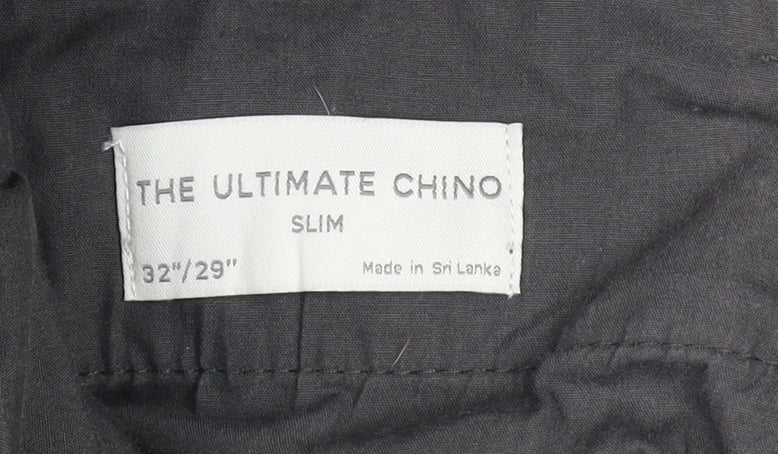 THE ULTIMATE CHINO
SLIM
32"/29"
Made in Sri Lanka